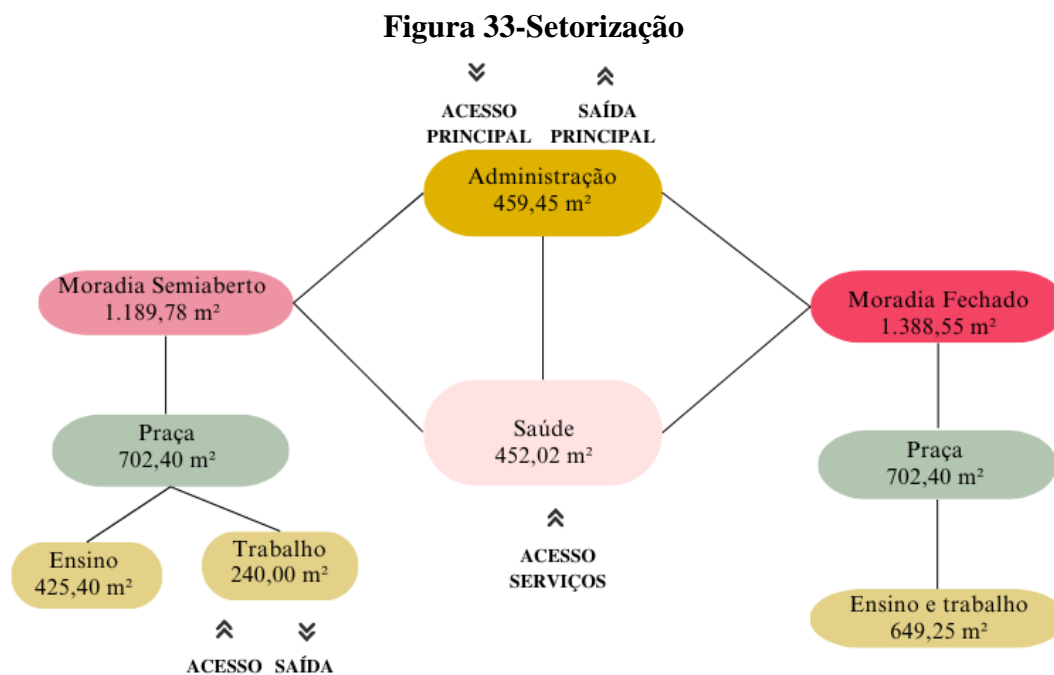 Figura 33-Setorização
ACESSO PRINCIPAL
SAÍDA PRINCIPAL
Administração
459,45 m²
Moradia Semiaberto
1.189,78 m²
Moradia Fechado
1.388,55 m²
Saúde
452,02 m²
Praça
702,40 m²
Praça
702,40 m²
Ensino
425,40 m²
Trabalho
240,00 m²
ACESSO
SERVIÇOS
Ensino e trabalho
649,25 m²
ACESSO SAÍDA